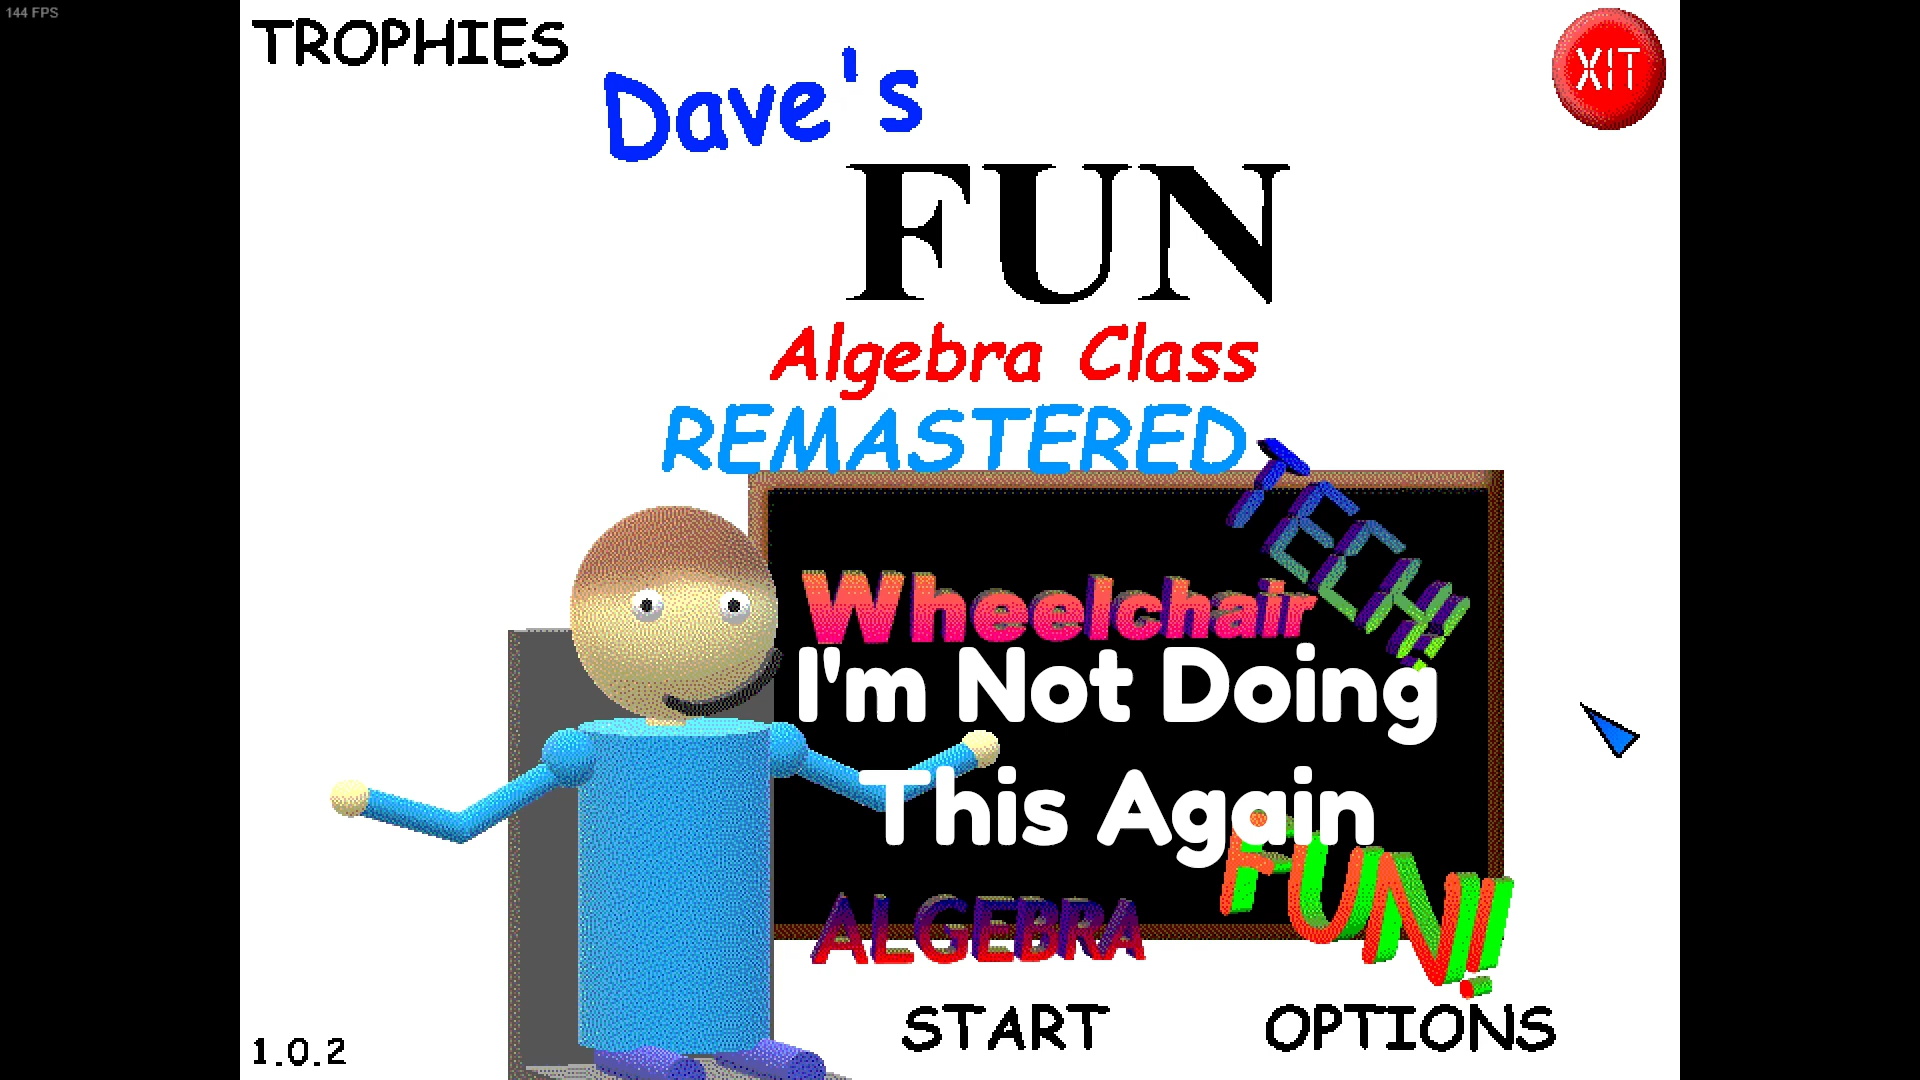 144 FPS
TROPHIES
XIT
Dave's
FUN
Algebra Class
REMASTERED
TECH!!
Wheelchair
I'm Not Doing
This Again
FUN!!
ALGEBRA
START
OPTIONS
1.0.2